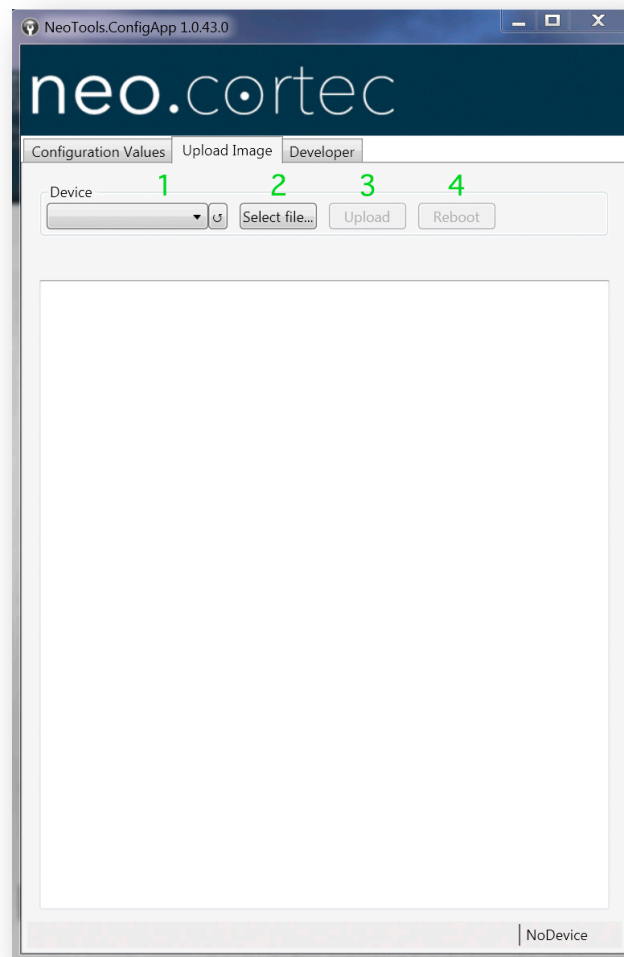 NeoTools.ConfigApp 1.0.43.0
neo.cortec
Configuration Values Upload Image Developer
Device 1 2 3 4
Select file... Upload Reboot
NoDevice